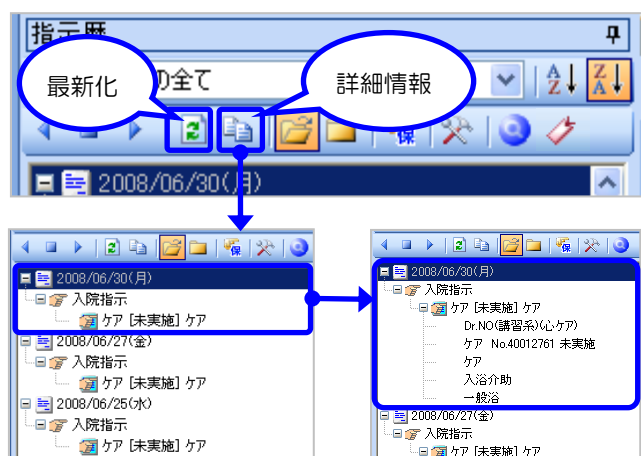 指示歴
最新化
の全て
詳細情報
A
Z
Z
A
保
2008/06/30(月)
保
2008/06/30(月)
入院指示
ケア [未実施] ケア
2008/06/27(金)
入院指示
ケア [未実施] ケア
2008/06/25(水)
入院指示
ケア [未実施] ケア
保
2008/06/30(月)
入院指示
ケア [未実施] ケア
Dr.NO(講習系)(心ケア)
ケア No.40012761 未実施
ケア
入浴介助
一般浴
2008/06/27(金)
入院指示
ケア [未実施] ケア